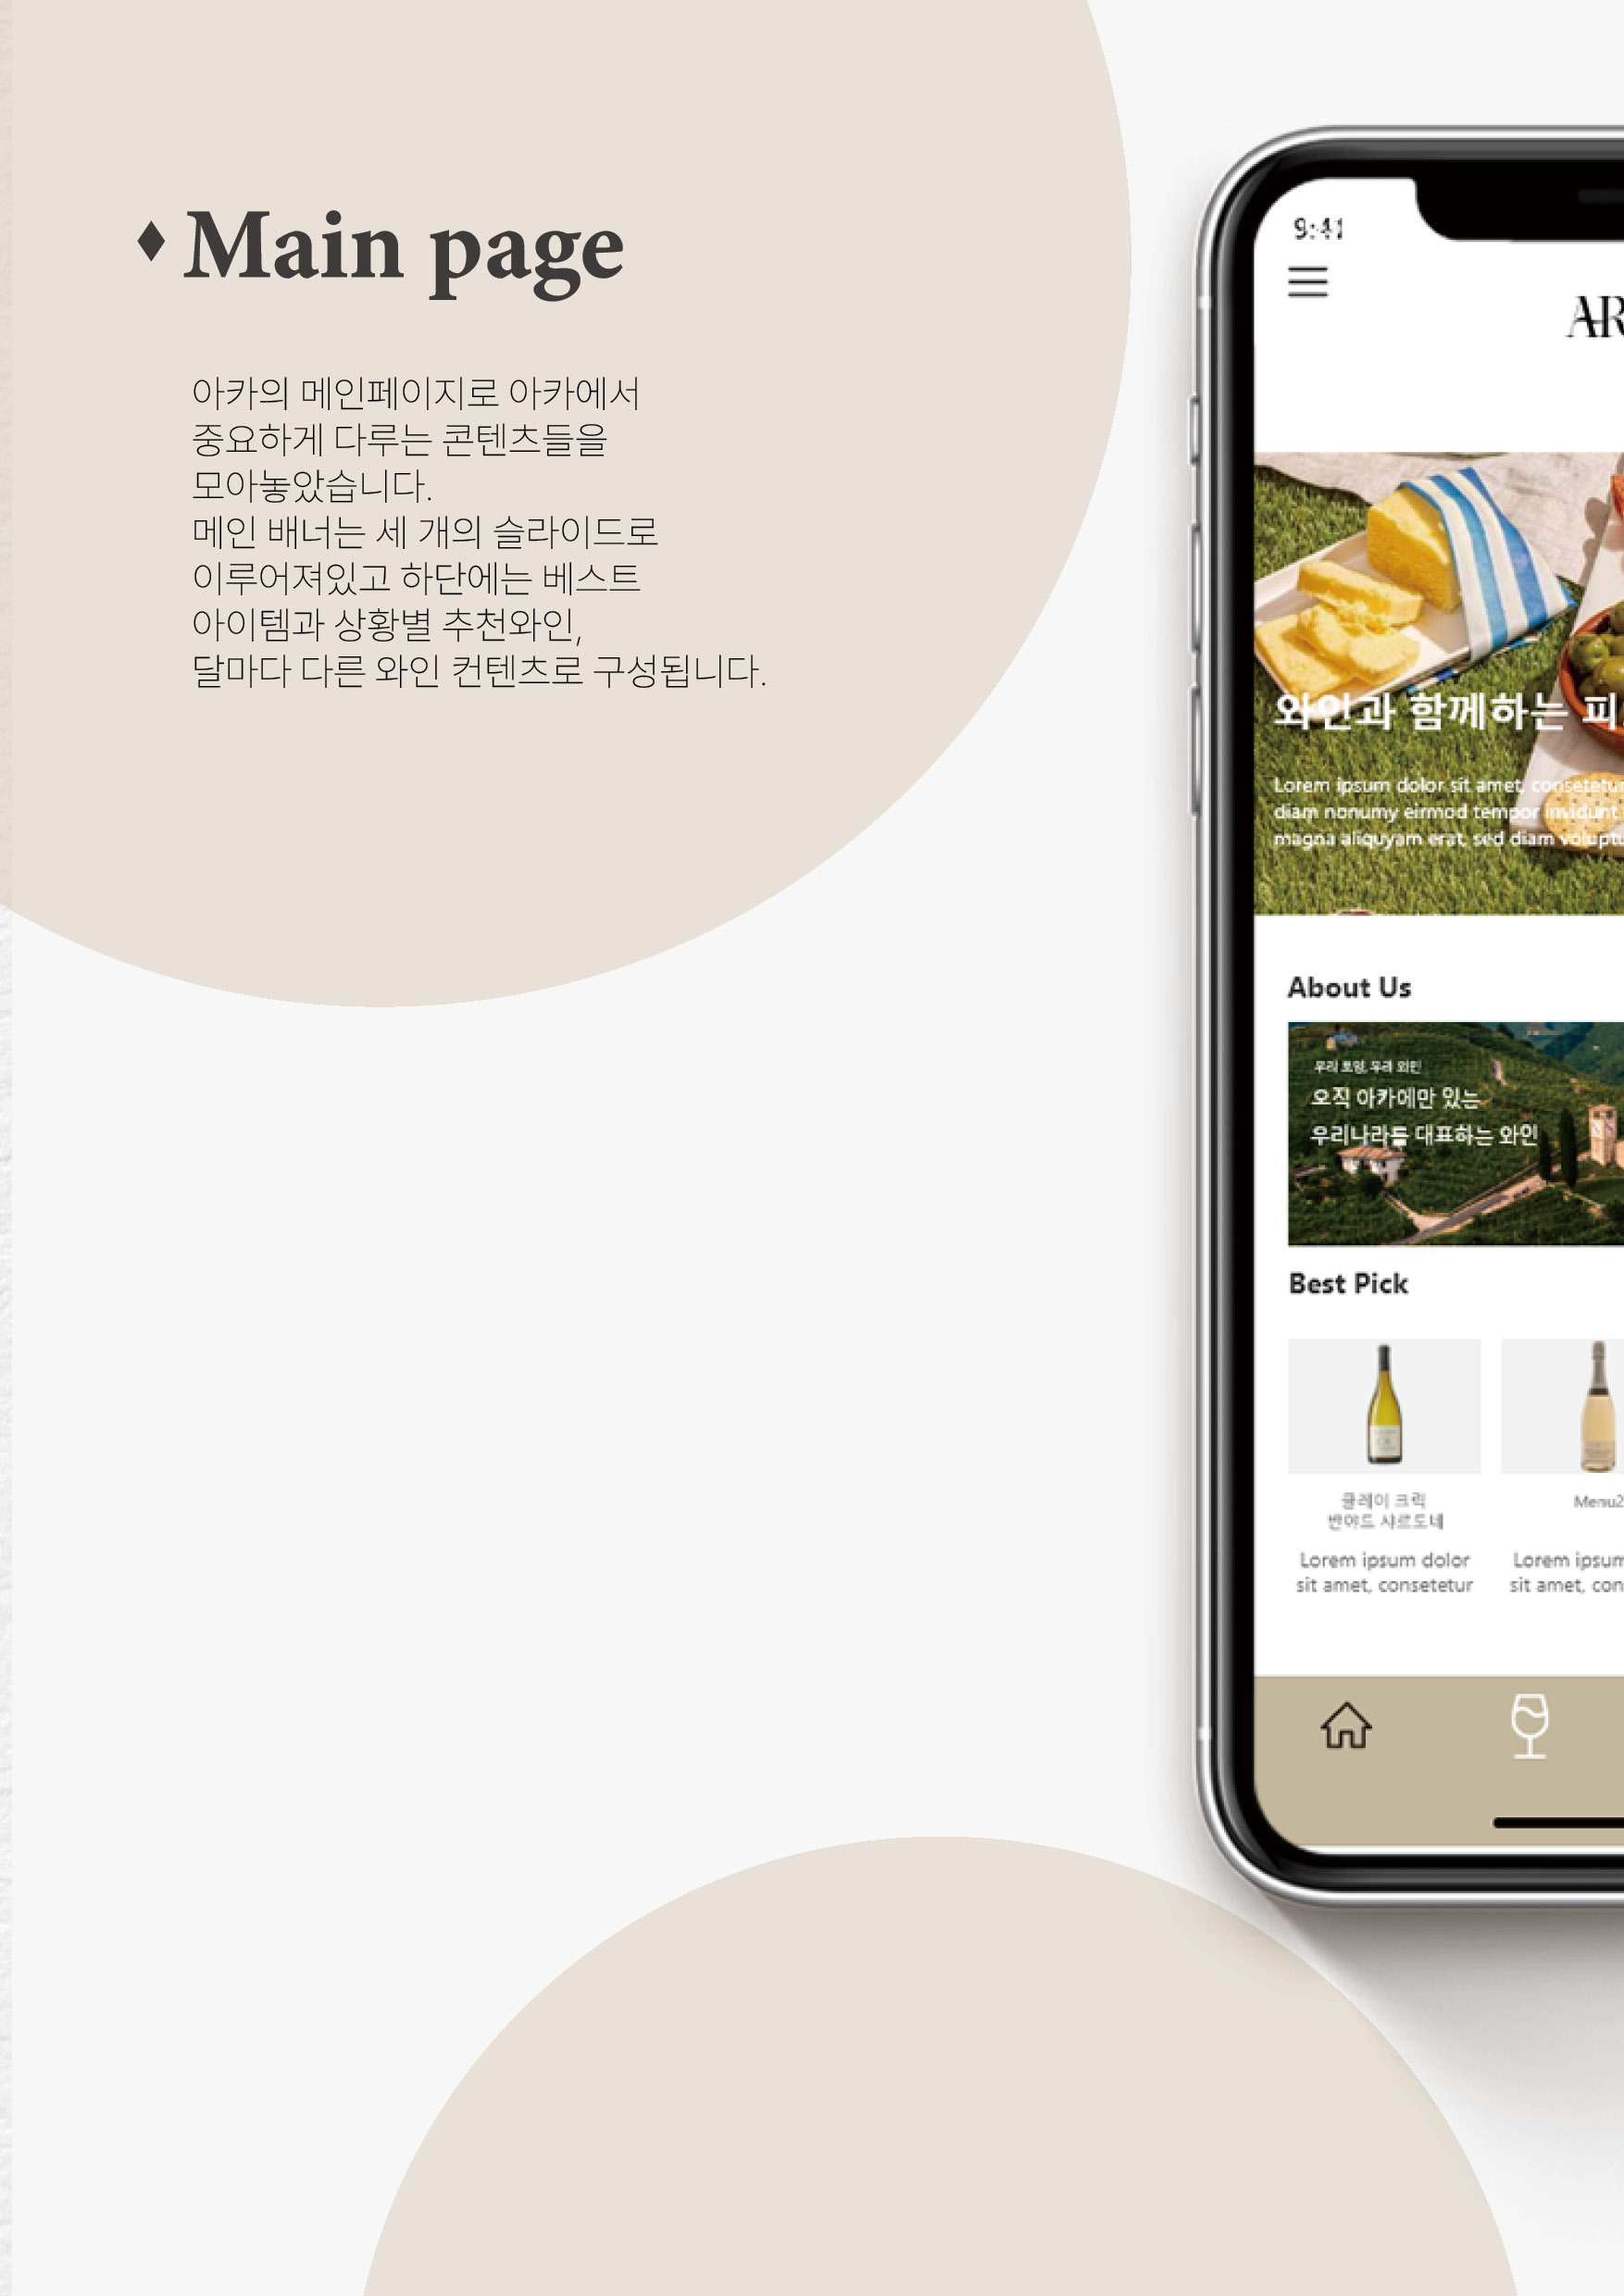 Main page
아카의 메인페이지로 아카에서
중요하게 다루는 콘텐츠들을
모아놓았습니다.
메인 배너는 세 개의 슬라이드로
이루어져있고 하단에는 베스트
아이템과 상황별 추천와인,
달마다 다른 와인 컨텐츠로 구성됩니다.
9:41
AR
와인과 함께하는 피
Lorem ipsum dolor sit amet, consetetur
diam nonumy eirmod tempor invidunt
magna aliquyam erat, sed diam voluptu
About Us
우리 토양, 우리 와인
오직 아카에만 있는
우리나라를 대표하는 와인
Best Pick
클레이 크릭
반야드 샤르도네
Lorem ipsum dolor
sit amet, consetetur
Menu2
Lorem ipsum
sit amet, con